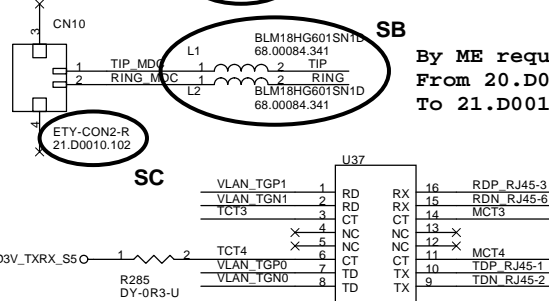 CN10
SB
3
L1
BLM18HG601SN1D
68.00084.341
1 TIP_MDC 1 2 TIP
2 RING_MDC 1 2 RING
L2
BLM18HG601SN1D
68.00084.341
By ME requ
From 20.D0
To 21.D001
4
ETY-CON2-R
21.D0010.102
SC
U37
VLAN_TGP1 1 RD RX 16 RDP_RJ45-3
VLAN_TGN1 2 RD RX 15 RDN_RJ45-6
TCT3 3 CT CT 14 MCT3
4 NC NC 13
5 NC NC 12
D3V_TXRX_S5 1 2 TCT4 6 CT CT 11 MCT4
VLAN_TGP0 7 TD TX 10 TDP_RJ45-1
VLAN_TGN0 8 TD TX 9 TDN_RJ45-2
R285
DY-0R3-U